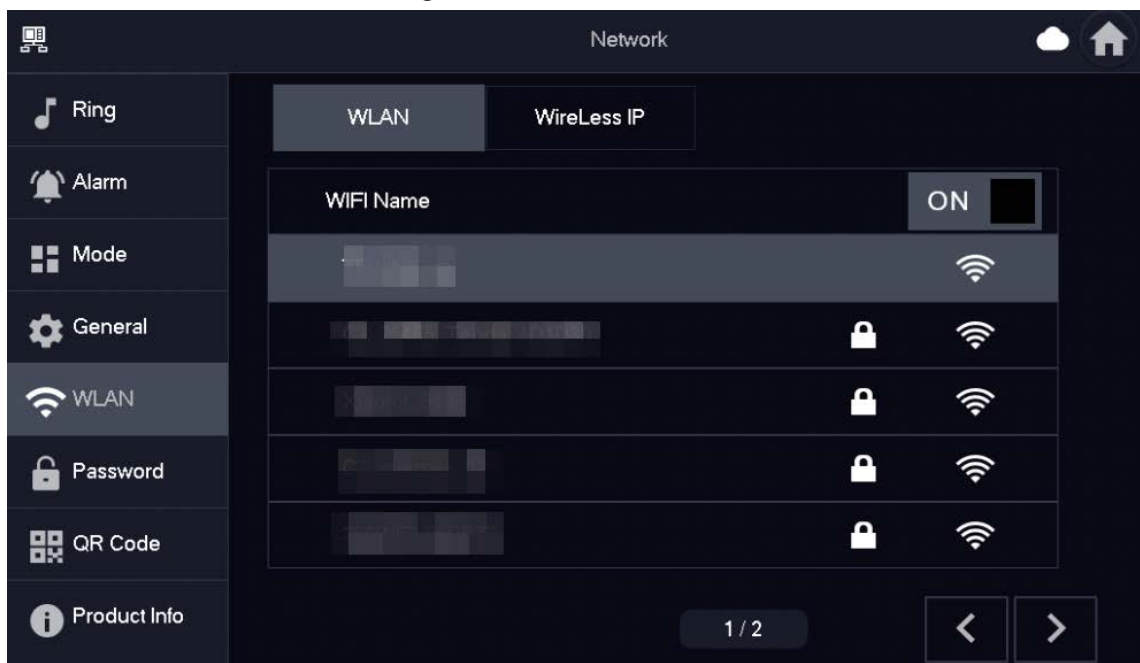 Network
Ring
WLAN
WireLess IP
Alarm
WIFI Name
ON
Mode
General
WLAN
Password
QR Code
Product Info
1 / 2